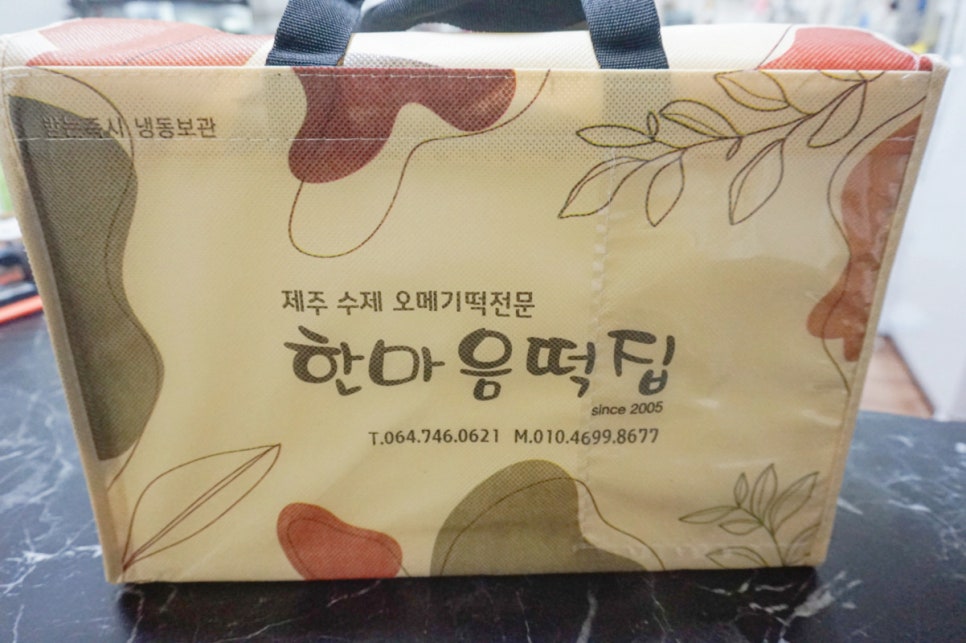 받는즉시 냉동보관
제주 수제 오메기떡전문
한마음떡집
since 2005
T.064.746.0621 M.010.4699.8677